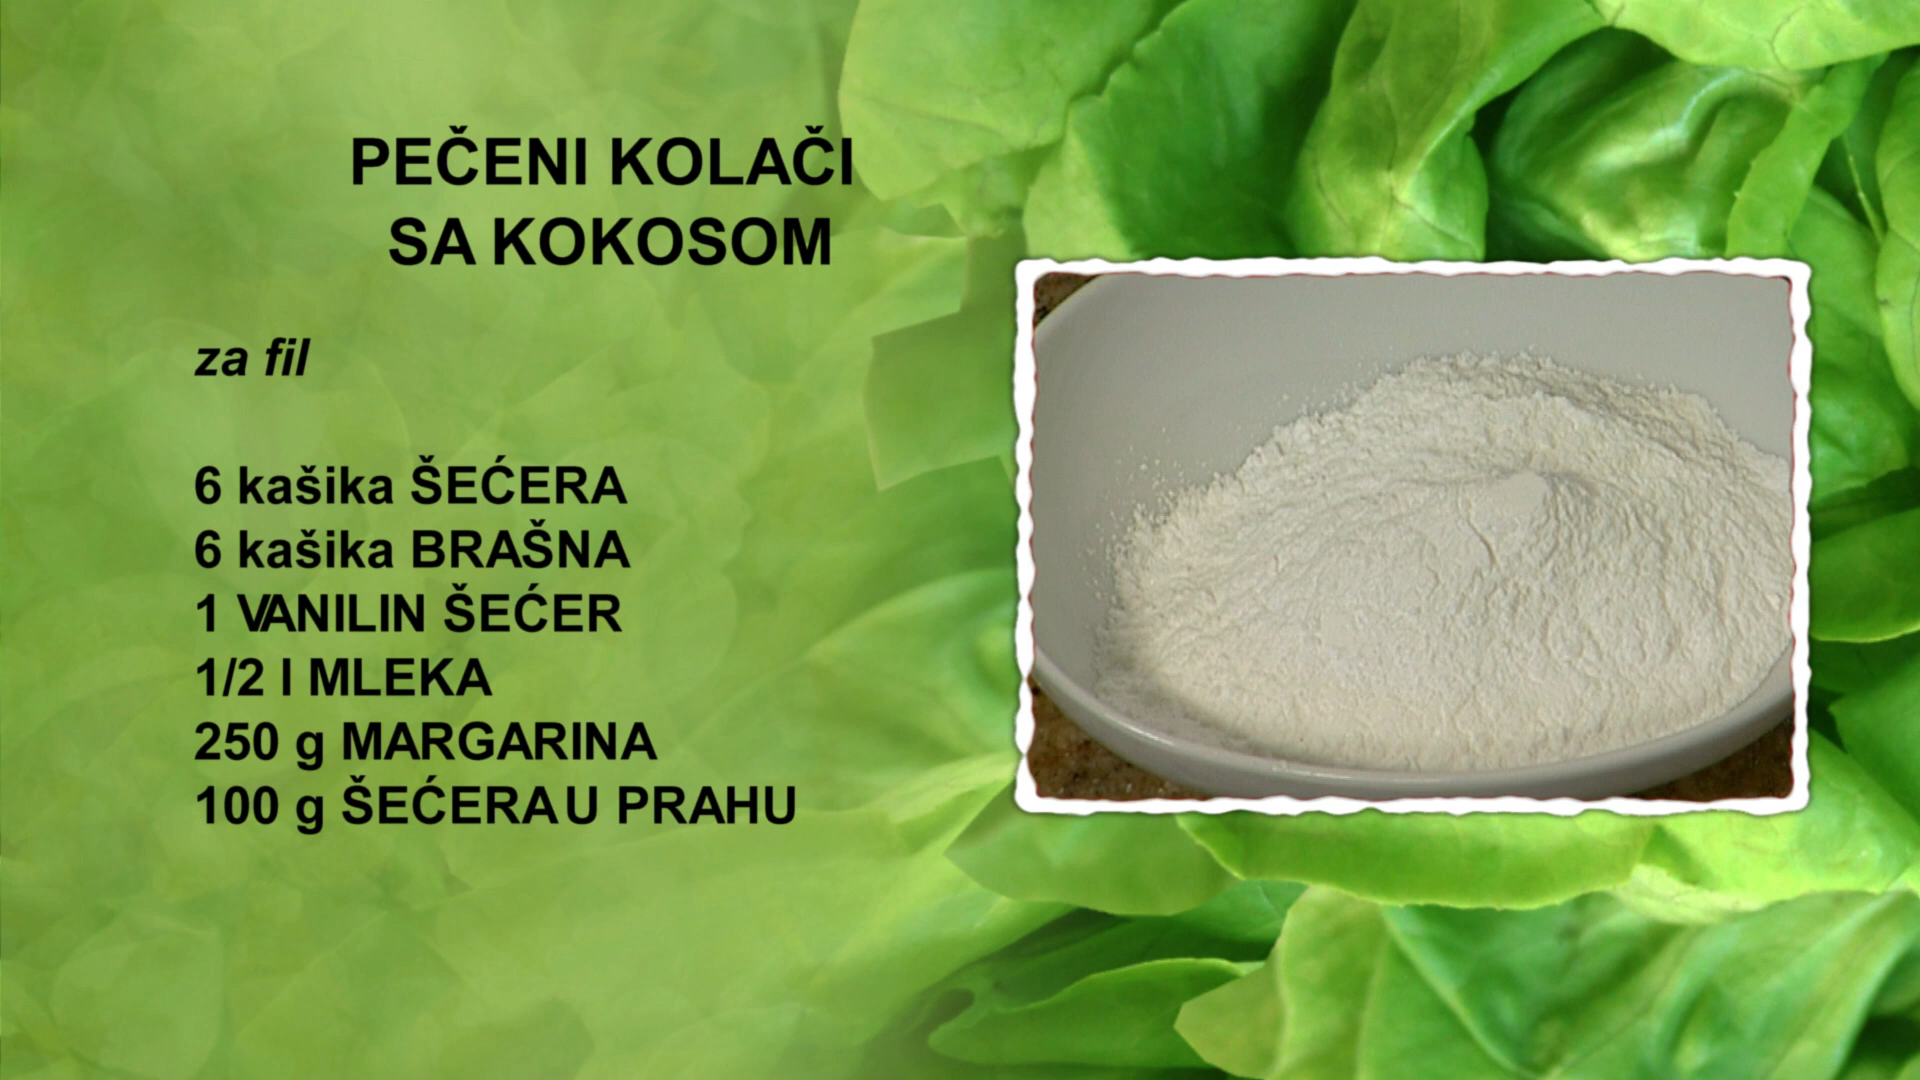 PEČENI KOLAČI
SA KOKOSOM
za fil
6 kašika ŠEĆERA
6 kašika BRAŠNA
1 VANILIN ŠEĆER
1/2 l MLEKA
250 g MARGARINA
100 g ŠEĆERA U PRAHU